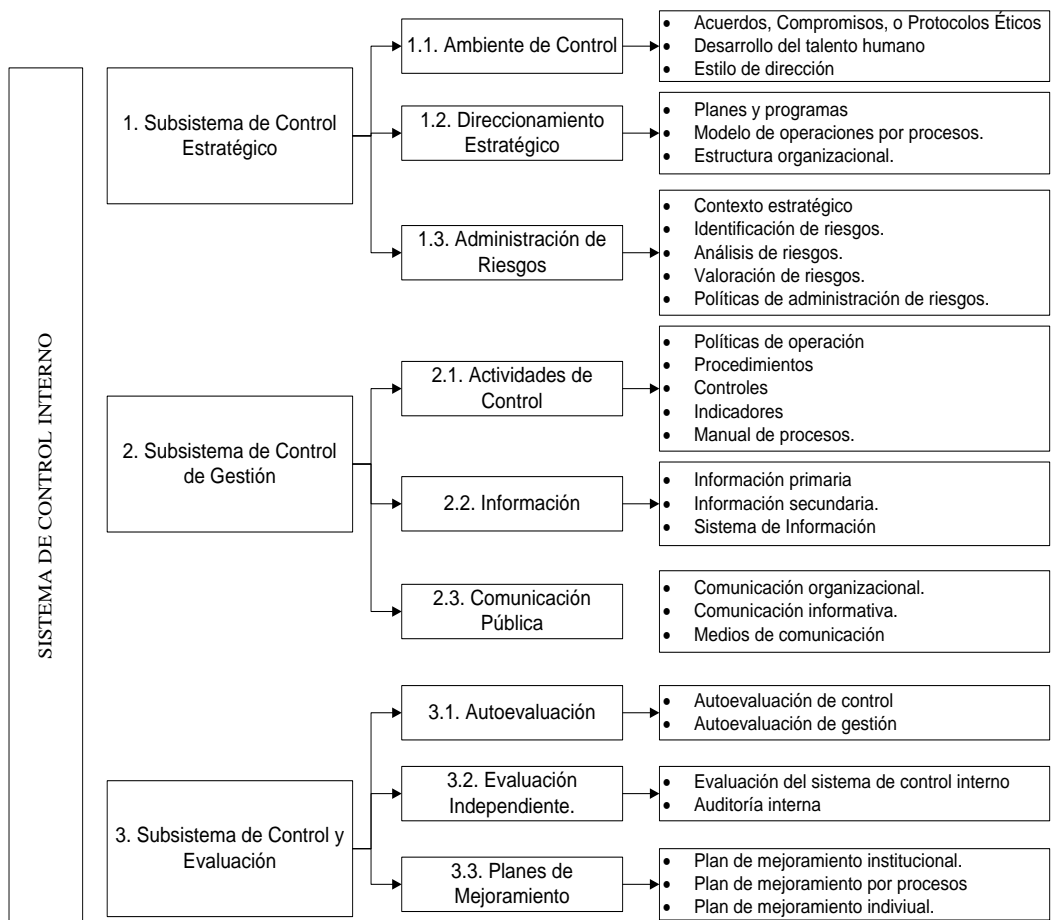 SISTEMA DE CONTROL INTERNO
1. Subsistema de Control
Estratégico
1.1. Ambiente de Control
• Acuerdos, Compromisos, o Protocolos Éticos
• Desarrollo del talento humano
• Estilo de dirección
1.2. Direccionamiento
Estratégico
• Planes y programas
• Modelo de operaciones por procesos.
• Estructura organizacional.
1.3. Administración de
Riesgos
• Contexto estratégico
• Identificación de riesgos.
• Análisis de riesgos.
• Valoración de riesgos.
• Políticas de administración de riesgos.
2. Subsistema de Control
de Gestión
2.1. Actividades de
Control
• Políticas de operación
• Procedimientos
• Controles
• Indicadores
• Manual de procesos.
2.2. Información
• Información primaria
• Información secundaria.
• Sistema de Información
2.3. Comunicación
Pública
• Comunicación organizacional.
• Comunicación informativa.
• Medios de comunicación
3. Subsistema de Control y
Evaluación
3.1. Autoevaluación
• Autoevaluación de control
• Autoevaluación de gestión
3.2. Evaluación
Independiente.
• Evaluación del sistema de control interno
• Auditoría interna
3.3. Planes de
Mejoramiento
• Plan de mejoramiento institucional.
• Plan de mejoramiento por procesos
• Plan de mejoramiento indiviual.